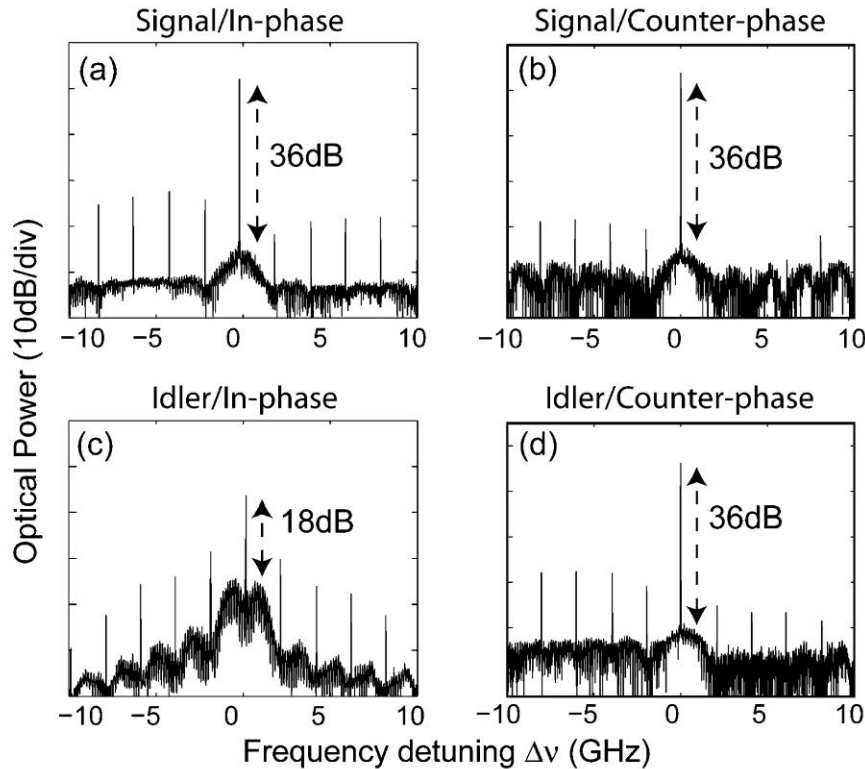 Signal/In-phase
Signal/Counter-phase
(a)
36dB
(b)
36dB
−10 −5 0 5 10
−10 −5 0 5 10
Optical Power (10dB/div)
Idler/In-phase
Idler/Counter-phase
(c)
18dB
(d)
36dB
−10 −5 0 5 10
−10 −5 0 5 10
Frequency detuning Δν (GHz)